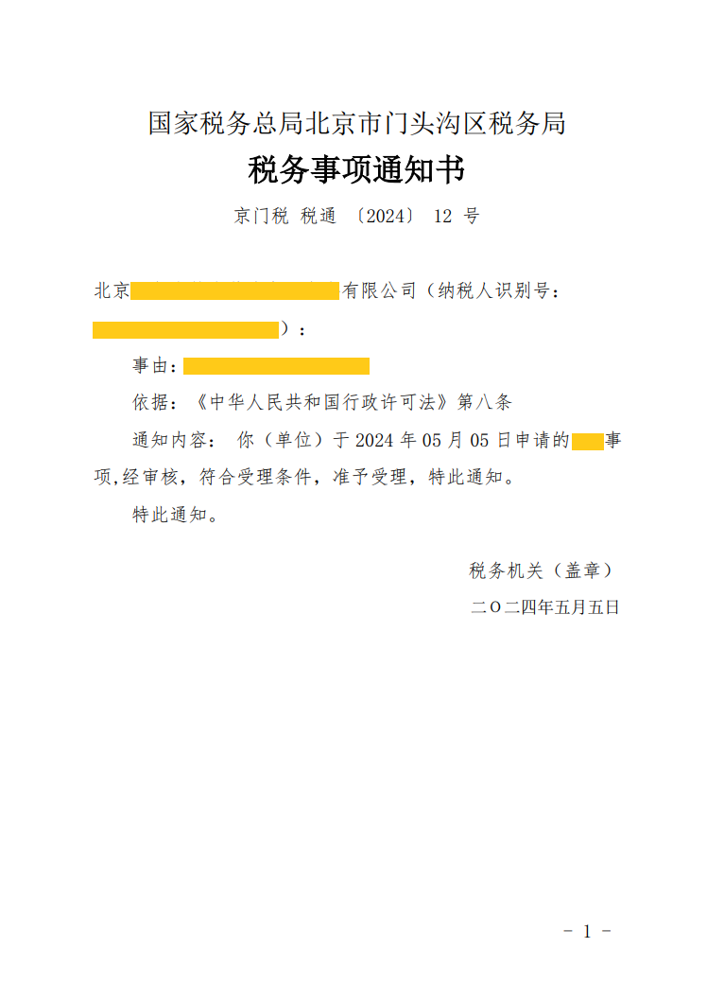 国家税务总局北京市门头沟区税务局
税务事项通知书
京门税 税通 〔2024〕 12 号
北京有限公司（纳税人识别号：
）：
事由：
依据：《中华人民共和国行政许可法》第八条
通知内容： 你（单位）于 2024 年 05 月 05 日申请的事
项,经审核，符合受理条件，准予受理，特此通知。
特此通知。
税务机关（盖章）
二O二四年五月五日
- 1 -